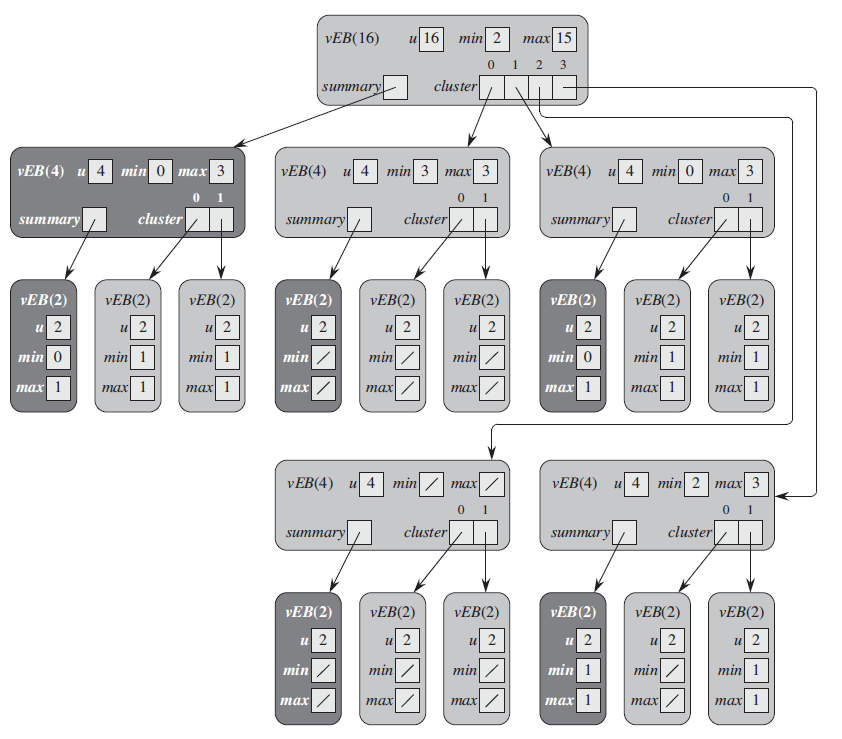 vEB(16) u 16 min 2 max 15
0 1 2 3
summary cluster
vEB(4) u 4 min 0 max 3
0 1
summary cluster
vEB(4) u 4 min 3 max 3
0 1
summary cluster
vEB(4) u 4 min 0 max 3
0 1
summary cluster
vEB(2)
u 2
min 0
max 1
vEB(2)
u 2
min 1
max 1
vEB(2)
u 2
min 1
max 1
vEB(2)
u 2
min /
max /
vEB(2)
u 2
min /
max /
vEB(2)
u 2
min /
max /
vEB(2)
u 2
min 0
max 1
vEB(2)
u 2
min 1
max 1
vEB(2)
u 2
min 1
max 1
vEB(4) u 4 min / max /
0 1
summary cluster
vEB(4) u 4 min 2 max 3
0 1
summary cluster
vEB(2)
u 2
min /
max /
vEB(2)
u 2
min /
max /
vEB(2)
u 2
min /
max /
vEB(2)
u 2
min 1
max 1
vEB(2)
u 2
min /
max /
vEB(2)
u 2
min 1
max 1